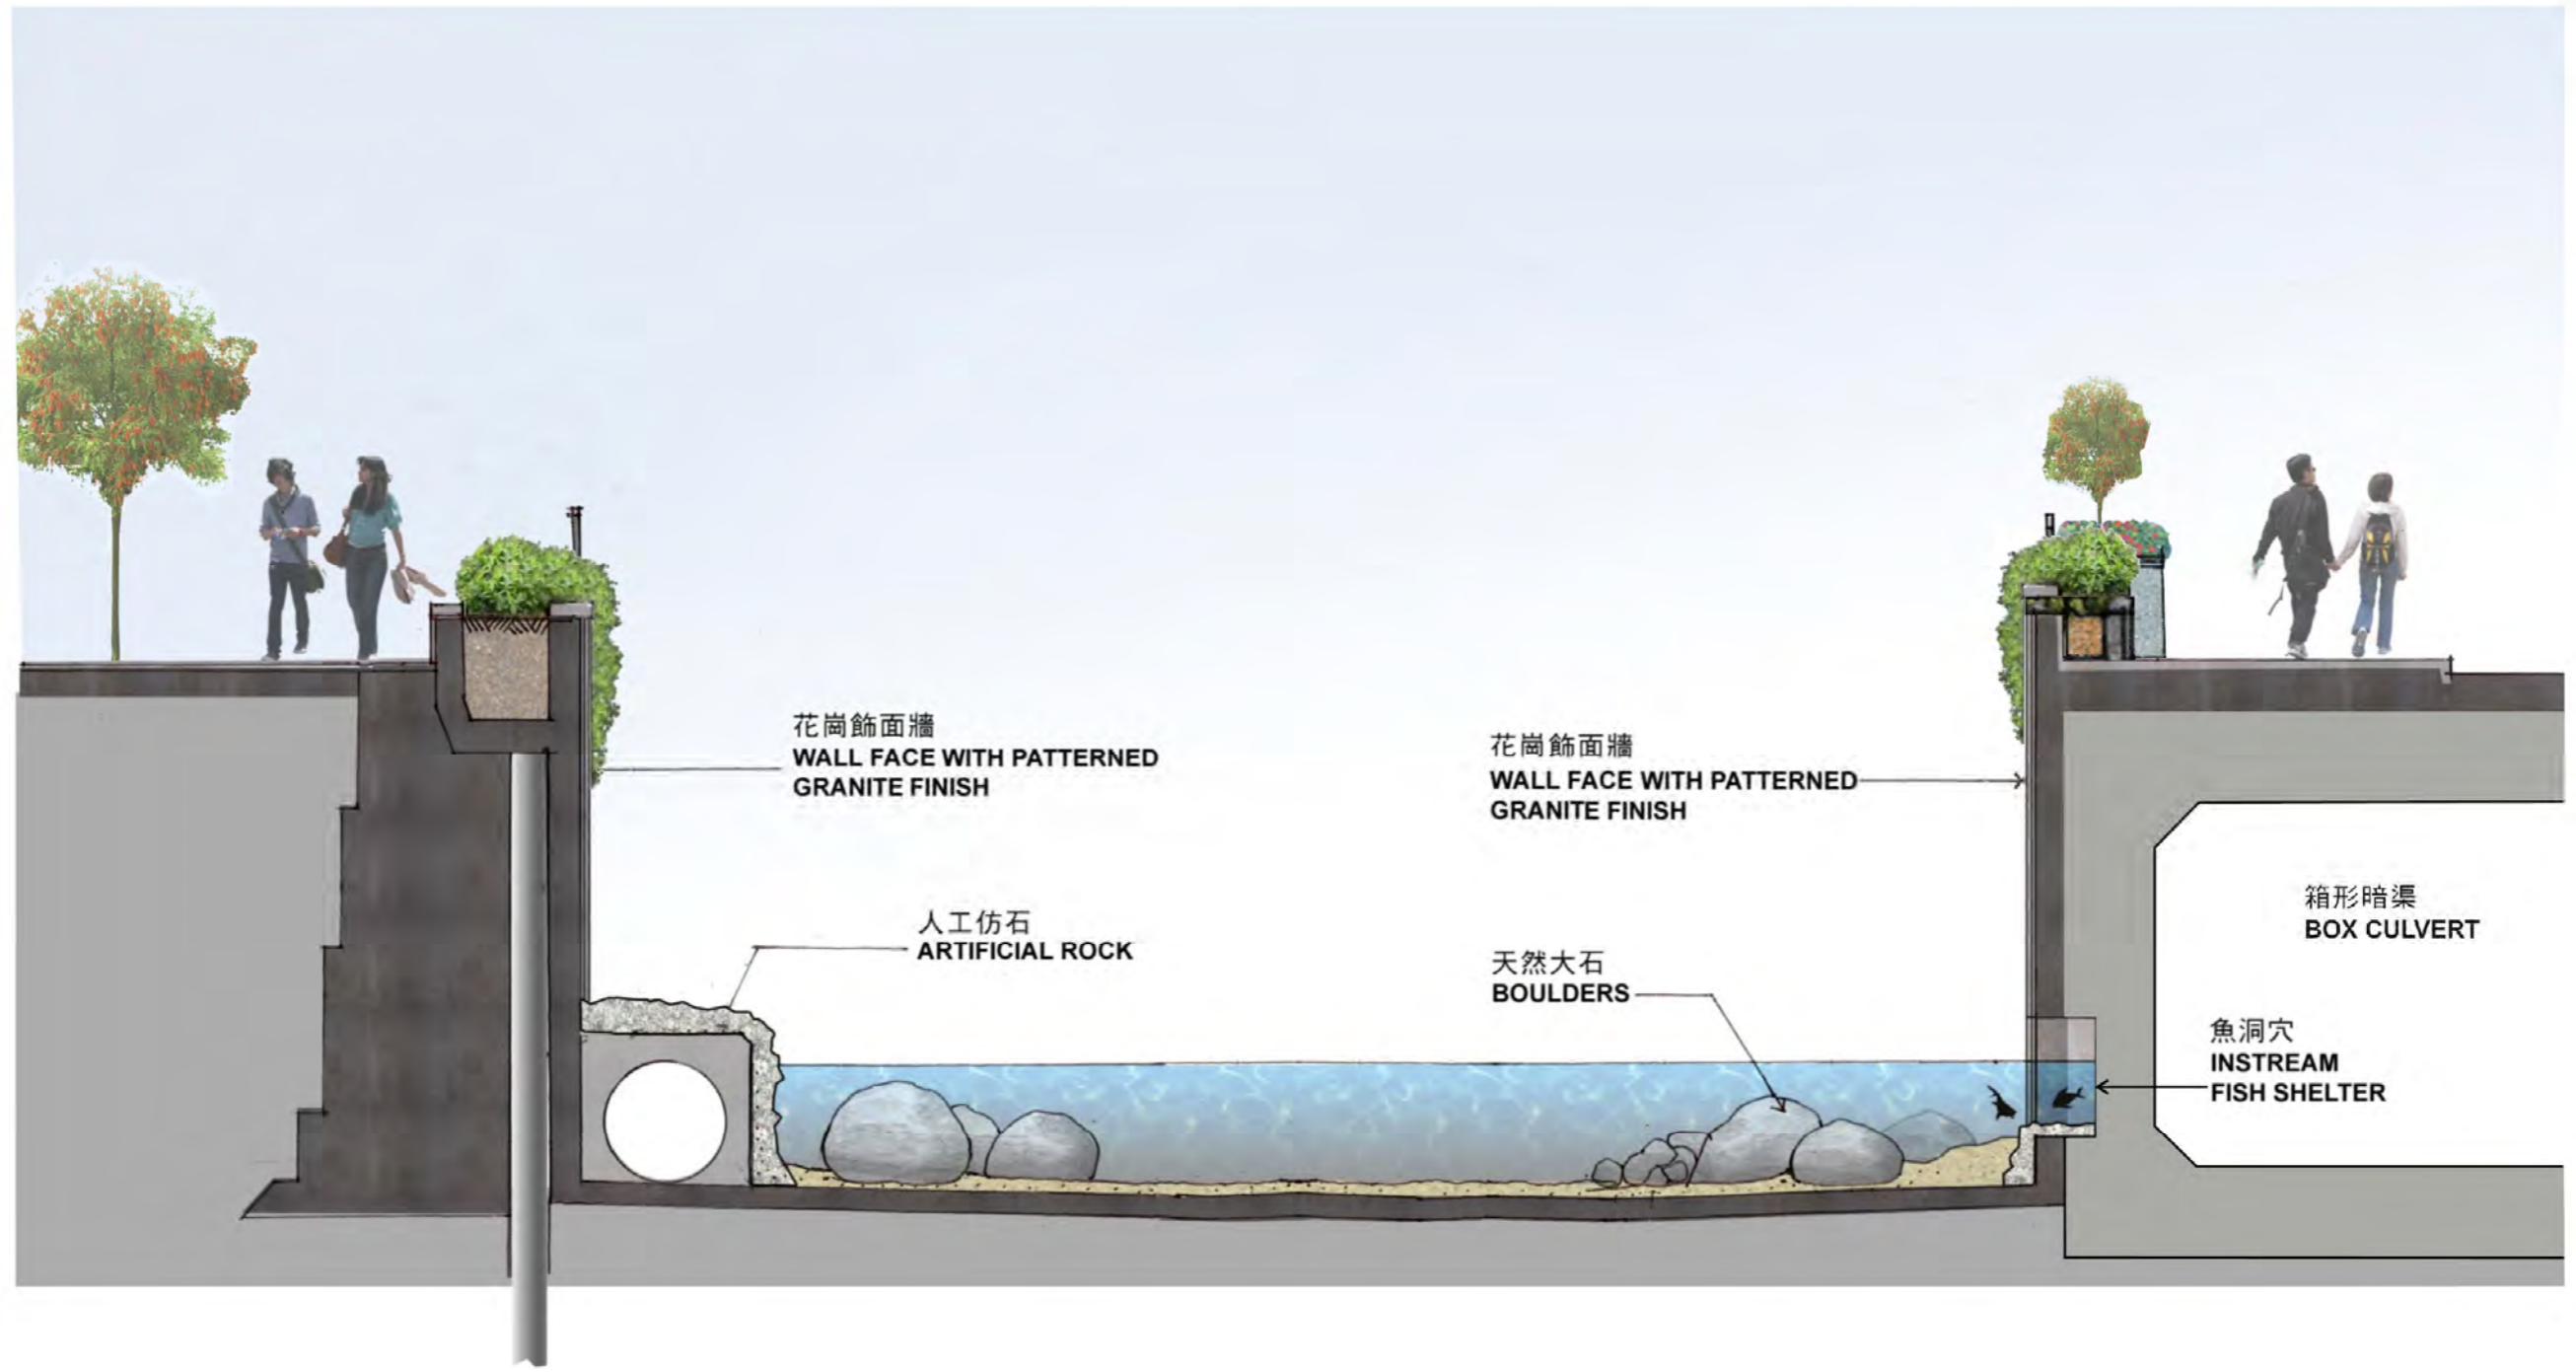 花崗飾面牆
WALL FACE WITH PATTERNED
GRANITE FINISH
花崗飾面牆
WALL FACE WITH PATTERNED
GRANITE FINISH
人工仿石
ARTIFICIAL ROCK
天然大石
BOULDERS
箱形暗渠
BOX CULVERT
魚洞穴
INSTREAM
FISH SHELTER